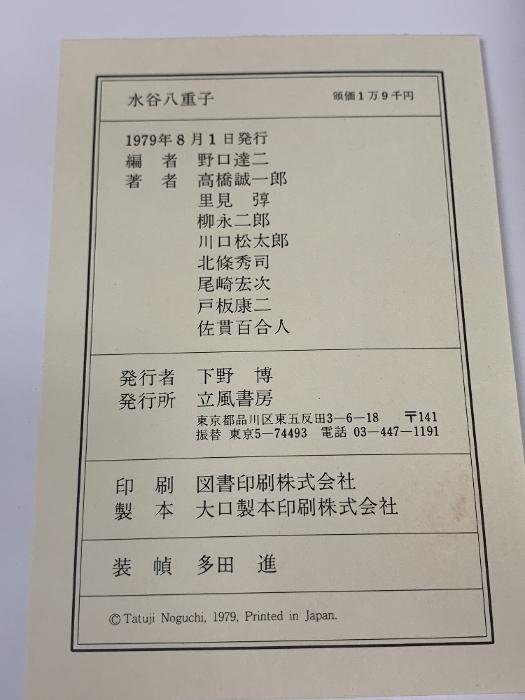 水谷八重子 頒価1万9千円
1979年8月1日発行
編 者 野口達二
著 者 高橋誠一郎
里見 弴
柳永二郎
川口松太郎
北條秀司
尾崎宏次
戸板康二
佐貫百合人
発行者 下野 博
発行所 立風書房
東京都品川区東五反田3―6―18 〒141
振替 東京5―74493 電話 03―447―1191
印 刷 図書印刷株式会社
製 本 大口製本印刷株式会社
装 幀 多田 進
© Tatuji Noguchi, 1979, Printed in Japan.